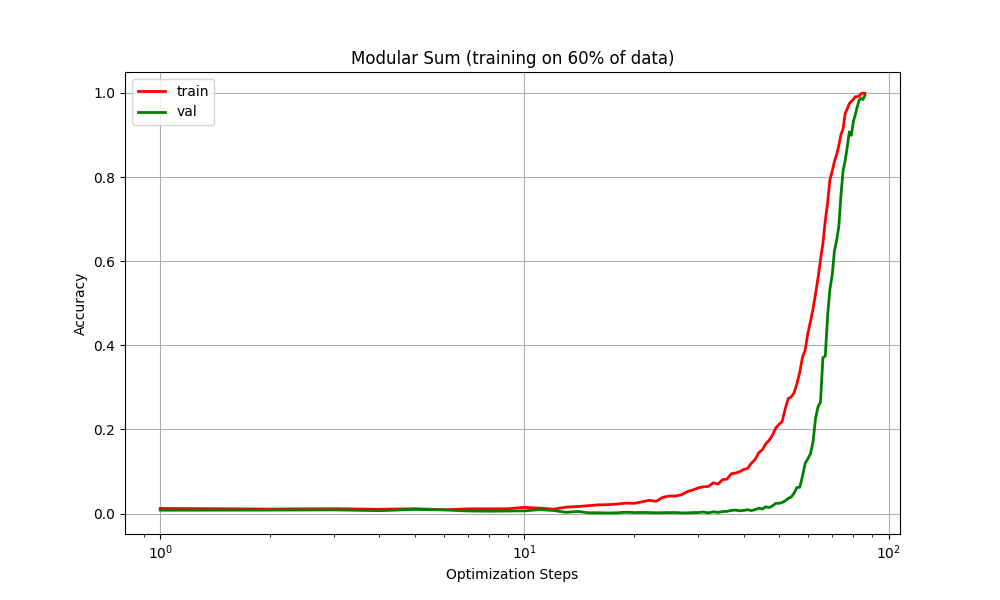 Modular Sum (training on 60% of data)
train
val
1.0
0.8
0.6
0.4
0.2
0.0
Accuracy
10⁰
10¹
10²
Optimization Steps